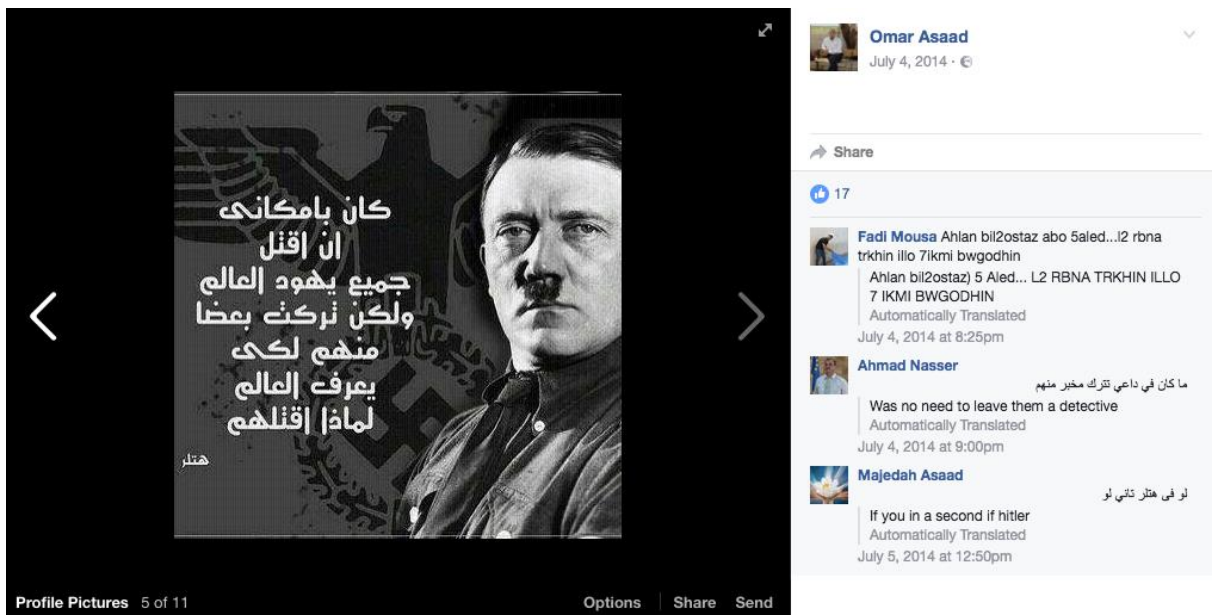 كان بامكانى
ان اقتل
جميع يهود العالم
ولكن تركت بعضا
منهم لكى
يعرف العالم
لماذا اقتلهم
هتلر
Profile Pictures 5 of 11
Options Share Send
Omar Asaad
July 4, 2014
Share
17
Fadi Mousa Ahlan bil2ostaz abo 5aled...l2 rbna
trkhin illo 7ikmi bwgodhin
Ahlan bil2ostaz) 5 Aled... L2 RBNA TRKHIN ILLO
7 IKMI BWGODHIN
Automatically Translated
July 4, 2014 at 8:25pm
Ahmad Nasser
ما كان في داعي تترك مخبر منهم
Was no need to leave them a detective
Automatically Translated
July 4, 2014 at 9:00pm
Majedah Asaad
لو فى هتلر تاني لو
If you in a second if hitler
Automatically Translated
July 5, 2014 at 12:50pm